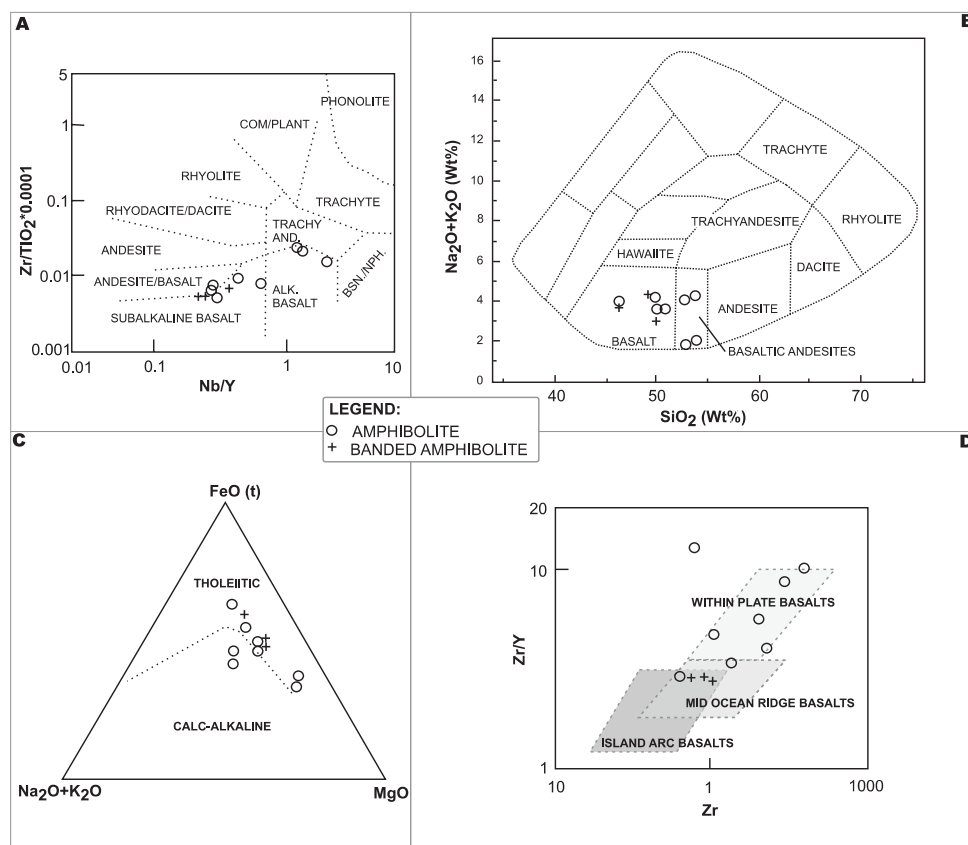 A
5
1
0.1
0.01
0.001
0.01
0.1
1
10
Zr/TIO2*0.0001
Nb/Y
PHONOLITE
COM/PLANT
RHYOLITE
TRACHYTE
RHYODACITE/DACITE
TRACHY
AND.
ANDESITE
ANDESITE/BASALT
ALK.
BASALT
BSN./NPH.
SUBALKALINE BASALT
B
16
14
12
10
8
6
4
2
0
40
50
60
70
Na2O+K2O (Wt%)
SiO2 (Wt%)
TRACHYTE
TRACHYANDESITE
RHYOLITE
HAWAIITE
DACITE
ANDESITE
BASALT
BASALTIC ANDESITES
LEGEND:
AMPHIBOLITE
BANDED AMPHIBOLITE
C
FeO (t)
THOLEIITIC
CALC-ALKALINE
Na2O+K2O
MgO
D
20
10
1
10
1
1000
Zr/Y
Zr
WITHIN PLATE BASALTS
MID OCEAN RIDGE BASALTS
ISLAND ARC BASALTS